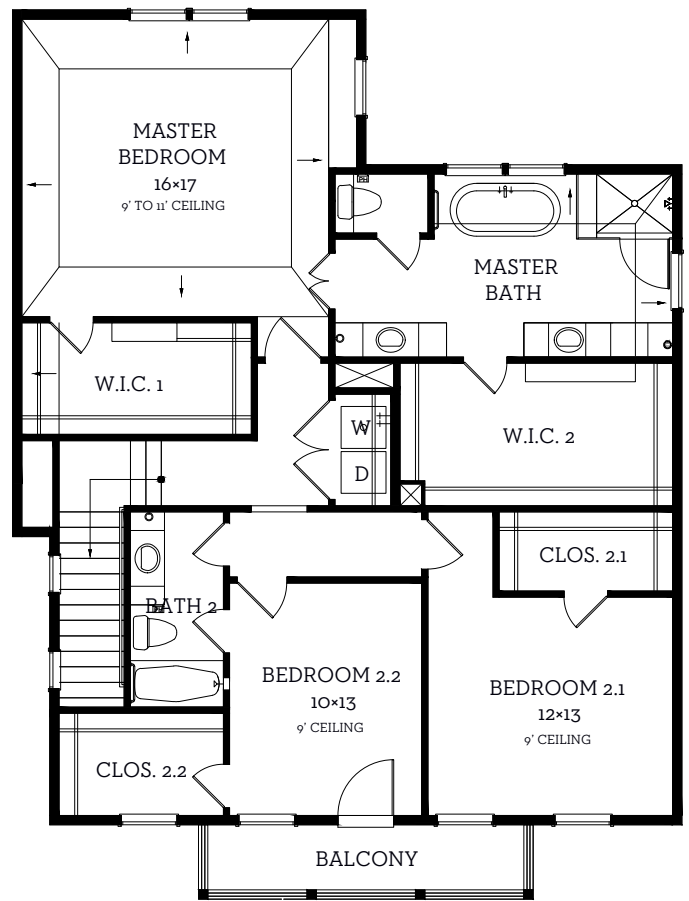 MASTER
BEDROOM
16×17
9' TO 11' CEILING
MASTER
BATH
W.I.C. 1
W.I.C. 2
W
D
CLOS. 2.1
BATH 2
BEDROOM 2.2
10×13
9' CEILING
BEDROOM 2.1
12×13
9' CEILING
CLOS. 2.2
BALCONY